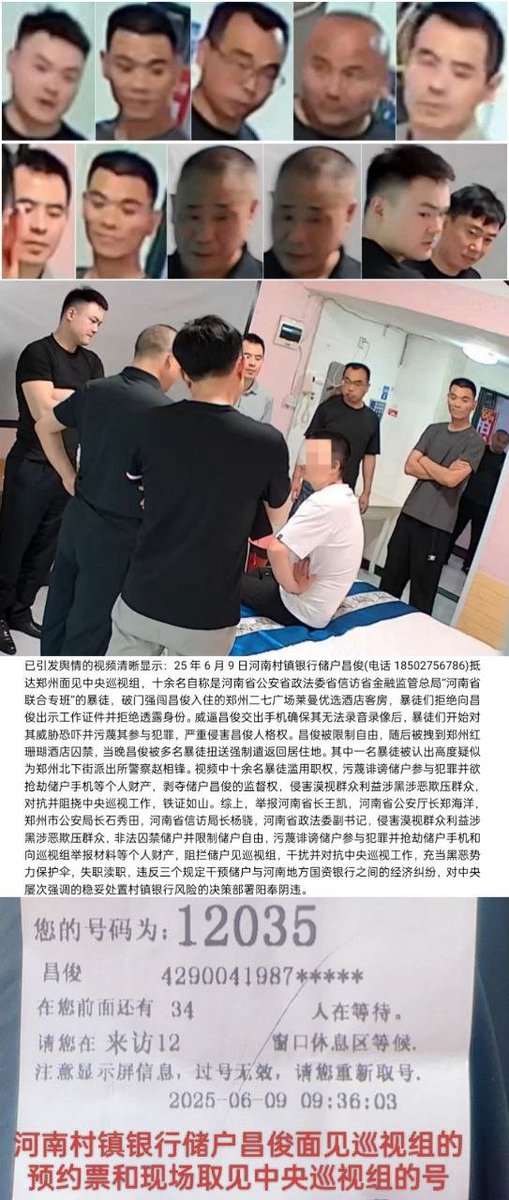 已引发舆情的视频清晰显示：25 年 6 月 9 日河南村镇银行储户昌俊(电话 18502756786)抵
达郑州面见中央巡视组，十余名自称是河南省公安省政法委省信访省金融监管总局“河南省
联合专班”的暴徒，破门强闯昌俊入住的郑州二七广场莱曼优选酒店客房，暴徒们拒绝向昌
俊出示工作证件并拒绝透露身份。威逼昌俊交出手机确保其无法录音录像后，暴徒们开始对
其威胁恐吓并污蔑其参与犯罪，严重侵害昌俊人格权。昌俊被限制自由，随后被拽到郑州红
珊瑚酒店囚禁，当晚昌俊被多名暴徒扭送强制遣返回居住地。其中一名暴徒被认出高度疑似
为郑州北下街派出所警察赵相锋。视频中十余名暴徒滥用职权，污蔑诽谤储户参与犯罪并欲
抢劫储户手机等个人财产，剥夺储户昌俊的监督权，侵害漠视群众利益涉黑涉恶欺压群众，
对抗并阻挠中央巡视工作，铁证如山。综上，举报河南省长王凯，河南省公安厅长郑海洋，
郑州市公安局长石秀田，河南省信访局长杨骁，河南省政法委副书记，侵害漠视群众利益涉
黑涉恶欺压群众，非法囚禁储户并限制储户自由，污蔑诽谤储户参与犯罪并抢劫储户手机和
向巡视组举报材料等个人财产，阻拦储户见巡视组，干扰并对抗中央巡视工作，充当黑恶势
力保护伞，失职渎职，违反三个规定干预储户与河南地方国资银行之间的经济纠纷，对中央
屡次强调的稳妥处置村镇银行风险的决策部署阳奉阴违。
您的号码为：12035
昌俊 4290041987*****
在您前面还有 34 人在等待。
请您在 来访12 窗口休息区等候.
注意显示屏信息，过号无效，请您重新取号.
2025-06-09 09:36:03
河南村镇银行储户昌俊面见巡视组的
预约票和现场取见中央巡视组的号